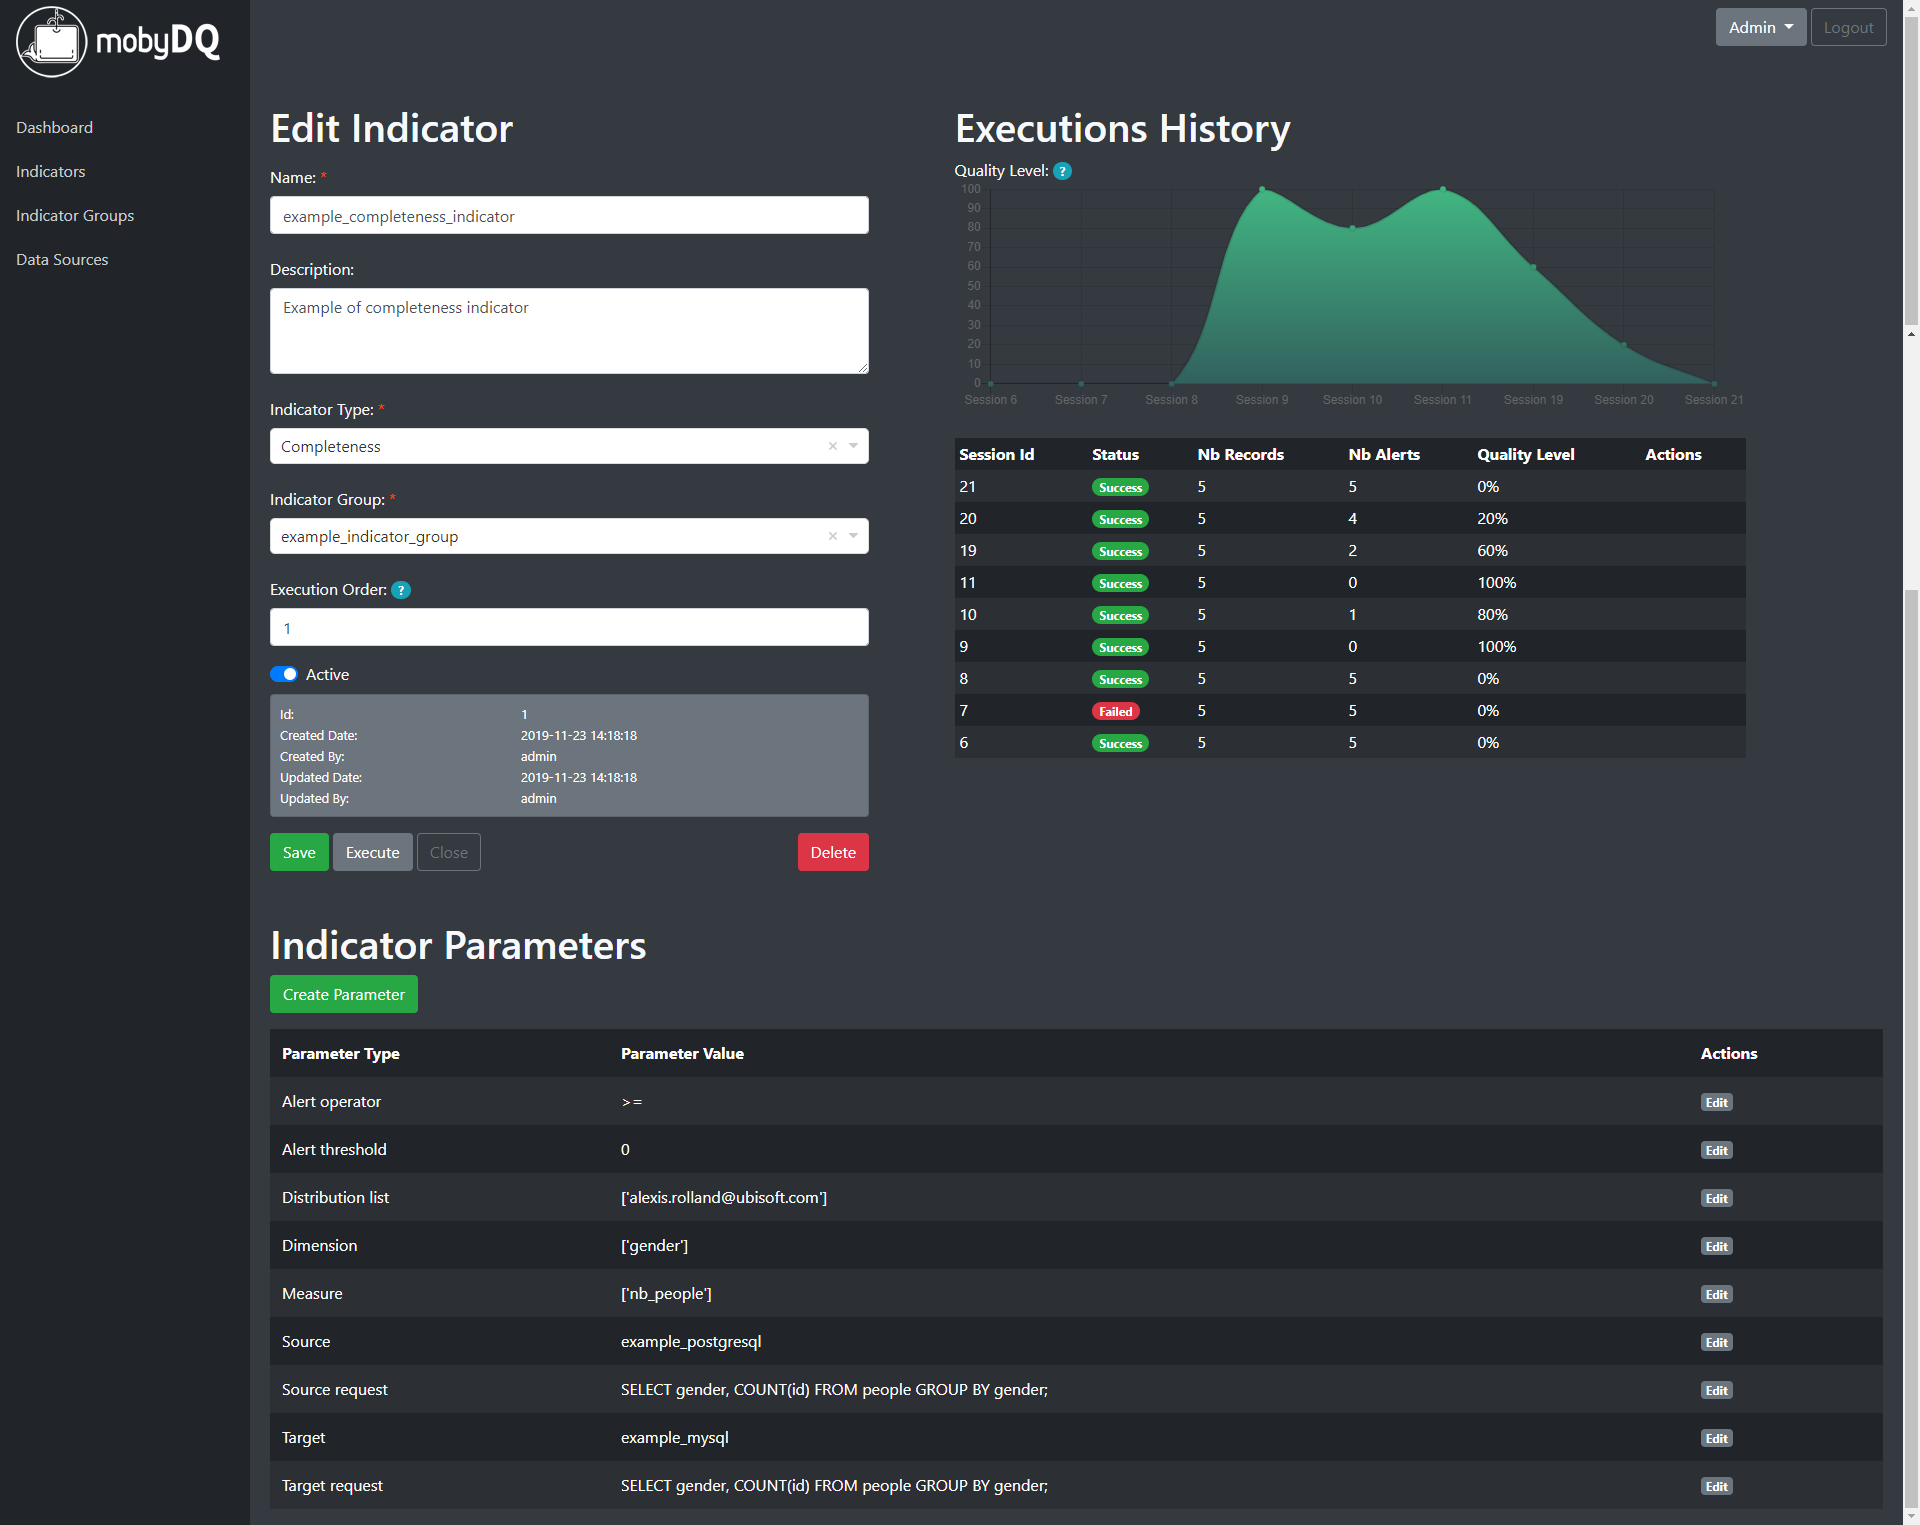 mobyDQ
Admin
Logout
Dashboard
Indicators
Indicator Groups
Data Sources
Edit Indicator
Name: *
example_completeness_indicator
Description:
Example of completeness indicator
Indicator Type: *
Completeness
Indicator Group: *
example_indicator_group
Execution Order: ?
1
Active
Id: 1
Created Date: 2019-11-23 14:18:18
Created By: admin
Updated Date: 2019-11-23 14:18:18
Updated By: admin
Save Execute Close Delete
Executions History
Quality Level: ?
100
90
80
70
60
50
40
30
20
10
0
Session 6 Session 7 Session 8 Session 9 Session 10 Session 11 Session 19 Session 20 Session 21
Session Id Status Nb Records Nb Alerts Quality Level Actions
21 Success 5 5 0%
20 Success 5 4 20%
19 Success 5 2 60%
11 Success 5 0 100%
10 Success 5 1 80%
9 Success 5 0 100%
8 Success 5 5 0%
7 Failed 5 5 0%
6 Success 5 5 0%
Indicator Parameters
Create Parameter
Parameter Type Parameter Value Actions
Alert operator >= Edit
Alert threshold 0 Edit
Distribution list ['alexis.rolland@ubisoft.com'] Edit
Dimension ['gender'] Edit
Measure ['nb_people'] Edit
Source example_postgresql Edit
Source request SELECT gender, COUNT(id) FROM people GROUP BY gender; Edit
Target example_mysql Edit
Target request SELECT gender, COUNT(id) FROM people GROUP BY gender; Edit